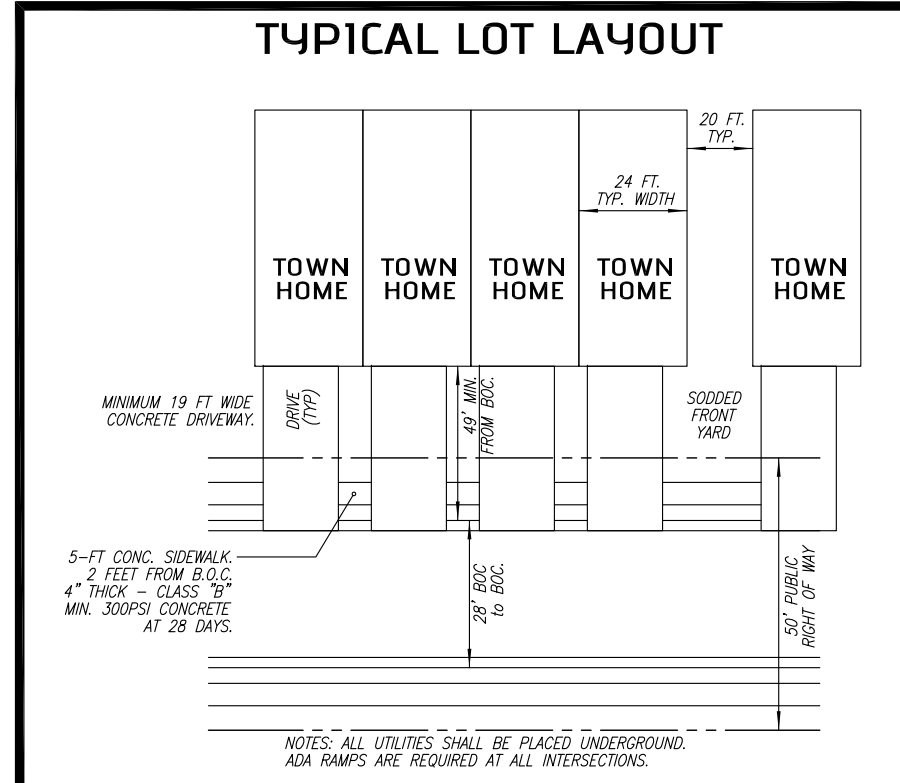 TYPICAL LOT LAYOUT
20 FT.
TYP.
24 FT.
TYP. WIDTH
TOWN
HOME
TOWN
HOME
TOWN
HOME
TOWN
HOME
TOWN
HOME
MINIMUM 19 FT WIDE
CONCRETE DRIVEWAY.
DRIVE
(TYP)
49' MIN.
FROM BOC.
SODDED
FRONT
YARD
5-FT CONC. SIDEWALK.
2 FEET FROM B.O.C.
4" THICK - CLASS "B"
MIN. 300PSI CONCRETE
AT 28 DAYS.
28' BOC
to BOC.
50' PUBLIC
RIGHT OF WAY
NOTES: ALL UTILITIES SHALL BE PLACED UNDERGROUND.
ADA RAMPS ARE REQUIRED AT ALL INTERSECTIONS.